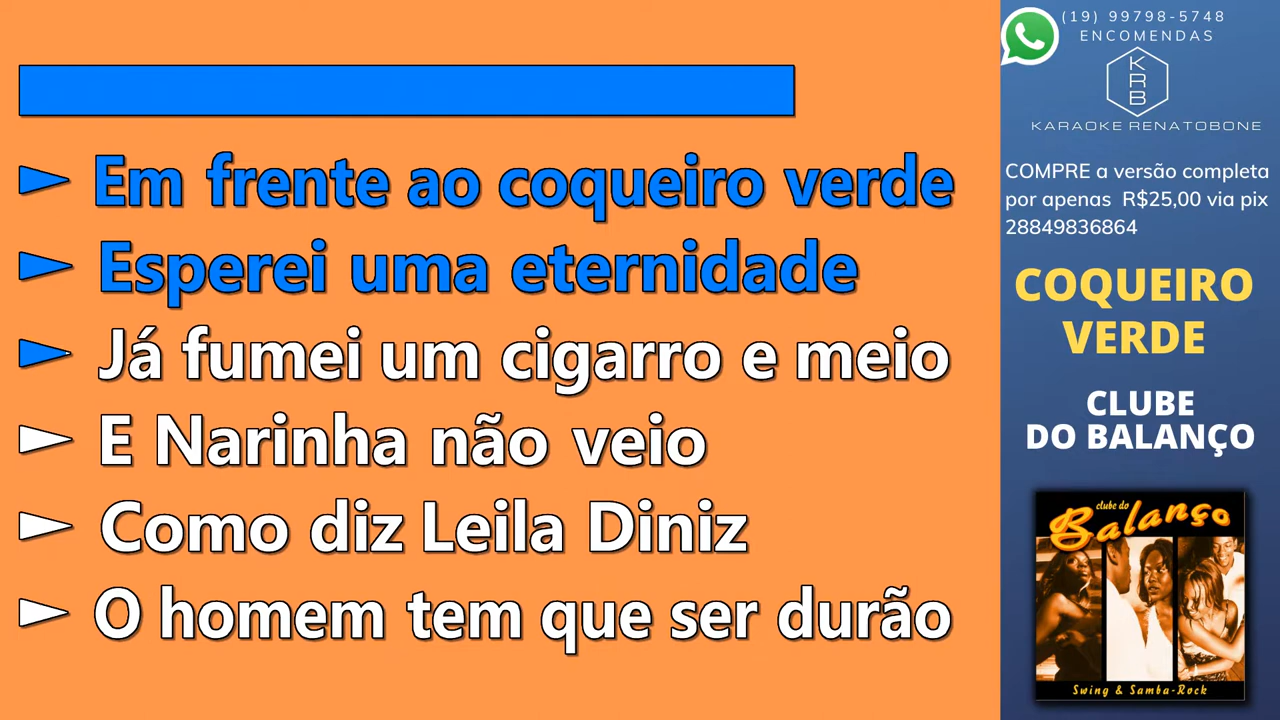 Em frente ao coqueiro verde
Esperei uma eternidade
Já fumei um cigarro e meio
E Narinha não veio
Como diz Leila Diniz
O homem tem que ser durão
(19) 99798-5748
ENCOMENDAS
K
R
B
KARAOKE RENATOBONE
COMPRE a versão completa
por apenas R$25,00 via pix
28849836864
COQUEIRO
VERDE
CLUBE
DO BALANÇO
clube do
Balanço
Swing & Samba-Rock